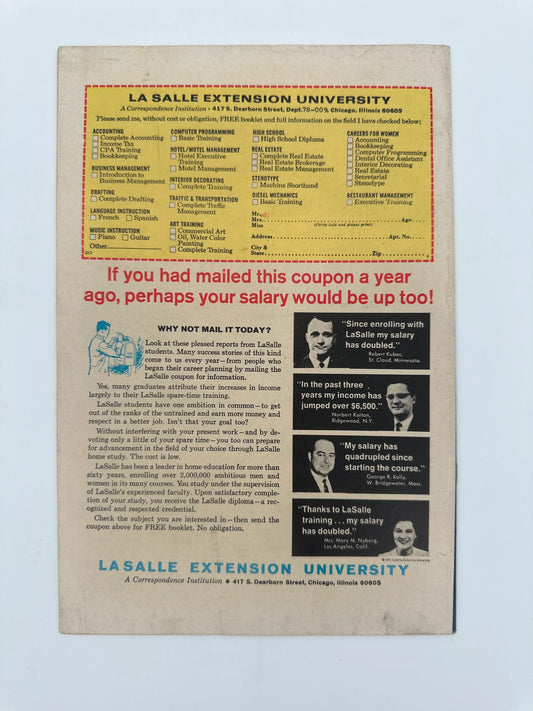 LA SALLE EXTENSION UNIVERSITY
A Correspondence Institution • 417 S. Dearborn Street, Dept. 78-009, Chicago, Illinois 60605
Please send me, without cost or obligation, FREE booklet and full information on the field I have checked below:
ACCOUNTING
Complete Accounting
Income Tax
CPA Training
Bookkeeping
BUSINESS MANAGEMENT
Introduction to
Business Management
DRAFTING
Complete Drafting
LANGUAGE INSTRUCTION
French Spanish
MUSIC INSTRUCTION
Piano Guitar
Other
COMPUTER PROGRAMMING
Basic Training
HOTEL/MOTEL MANAGEMENT
Hotel Executive
Training
Motel Management
INTERIOR DECORATING
Complete Training
TRAFFIC & TRANSPORTATION
Complete Traffic
Management
ART TRAINING
Commercial Art
Oil, Water Color
Painting
Complete Training
HIGH SCHOOL
High School Diploma
REAL ESTATE
Complete Real Estate
Real Estate Brokerage
Real Estate Management
STENOTYPE
Machine Shorthand
DIESEL MECHANICS
Basic Training
CAREERS FOR WOMEN
Accounting
Bookkeeping
Computer Programming
Dental Office Assistant
Interior Decorating
Real Estate
Secretarial
Stenotype
RESTAURANT MANAGEMENT
Executive Training
Mr.
Mrs. Age
Miss (Circle title and please print)
Address Apt. No.
City &
State Zip
If you had mailed this coupon a year
ago, perhaps your salary would be up too!
WHY NOT MAIL IT TODAY?
Look at these pleased reports from LaSalle
students. Many success stories of this kind
come to us every year—from people who
began their career planning by mailing the
LaSalle coupon for information.
Yes, many graduates attribute their increases in income
largely to their LaSalle spare-time training.
LaSalle students have one ambition in common—to get
out of the ranks of the untrained and earn more money and
respect in a better job. Isn't that your goal too?
Without interfering with your present work—and by de-
voting only a little of your spare time—you too can prepare
for advancement in the field of your choice through LaSalle
home study. The cost is low.
LaSalle has been a leader in home education for more than
sixty years, enrolling over 2,000,000 ambitious men and
women in its many courses. You study under the supervision
of LaSalle's experienced faculty. Upon satisfactory comple-
tion of your study, you receive the LaSalle diploma—a rec-
ognized and respected credential.
Check the subject you are interested in—then send the
coupon above for FREE booklet. No obligation.
"Since enrolling with
LaSalle my salary
has doubled."
Robert Kuber,
St. Cloud, Minnesota.
"In the past three
years my income has
jumped over $6,500."
Norbert Kaiton,
Ridgewood, N.Y.
"My salary has
quadrupled since
starting the course."
George R. Kelly,
W. Bridgewater, Mass.
"Thanks to LaSalle
training . . . my salary
has doubled."
Mrs. Mary M. Nyberg,
Los Angeles, Calif.
LA SALLE EXTENSION UNIVERSITY
A Correspondence Institution • 417 S. Dearborn Street, Chicago, Illinois 60605